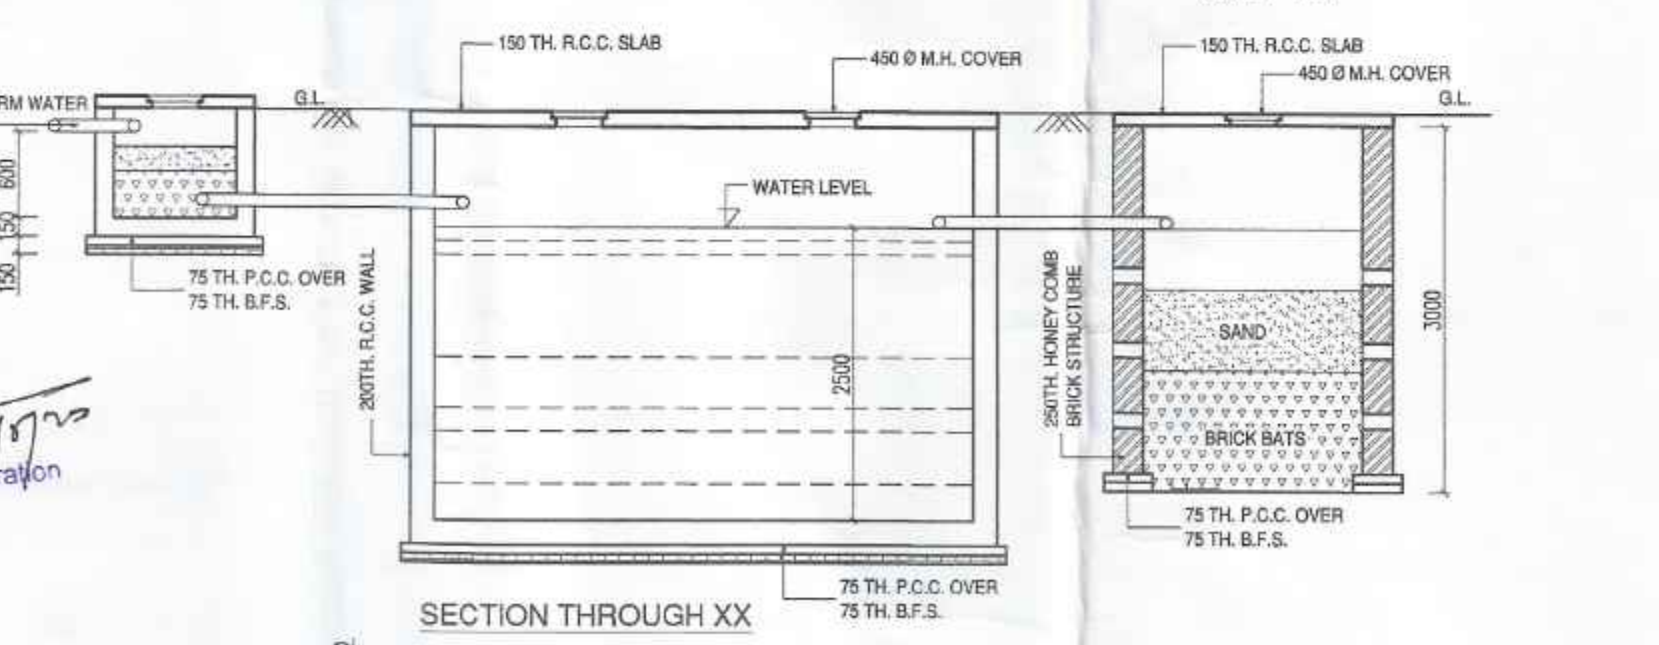 150 TH. R.C.C. SLAB
450 Ø M.H. COVER
150 TH. R.C.C. SLAB
450 Ø M.H. COVER
RM WATER
G.L.
G.L.
600
150
150
WATER LEVEL
75 TH. P.C.C. OVER
75 TH. B.F.S.
200TH. R.C.C. WALL
2500
250TH. HONEY COMB
BRICK STRUCTURE
SAND
BRICK BATS
3000
ration
75 TH. P.C.C. OVER
75 TH. B.F.S.
75 TH. P.C.C. OVER
75 TH. B.F.S.
SECTION THROUGH XX